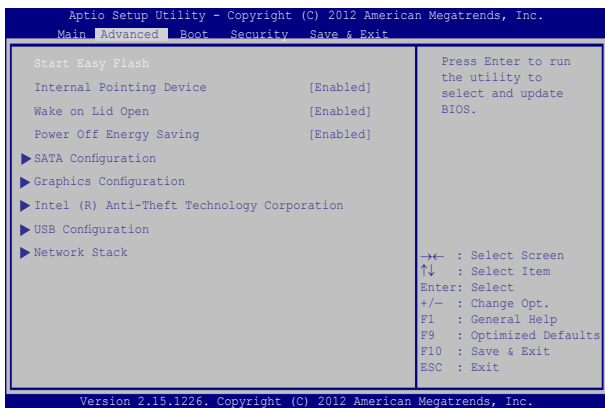 Aptio Setup Utility - Copyright (C) 2012 American Megatrends, Inc.
Main Advanced Boot Security Save & Exit
Start Easy Flash
Internal Pointing Device [Enabled]
Wake on Lid Open [Enabled]
Power Off Energy Saving [Enabled]
SATA Configuration
Graphics Configuration
Intel (R) Anti-Theft Technology Corporation
USB Configuration
Network Stack
Press Enter to run
the utility to
select and update
BIOS.
→← : Select Screen
↑↓ : Select Item
Enter: Select
+/— : Change Opt.
F1 : General Help
F9 : Optimized Defaults
F10 : Save & Exit
ESC : Exit
Version 2.15.1226. Copyright (C) 2012 American Megatrends, Inc.